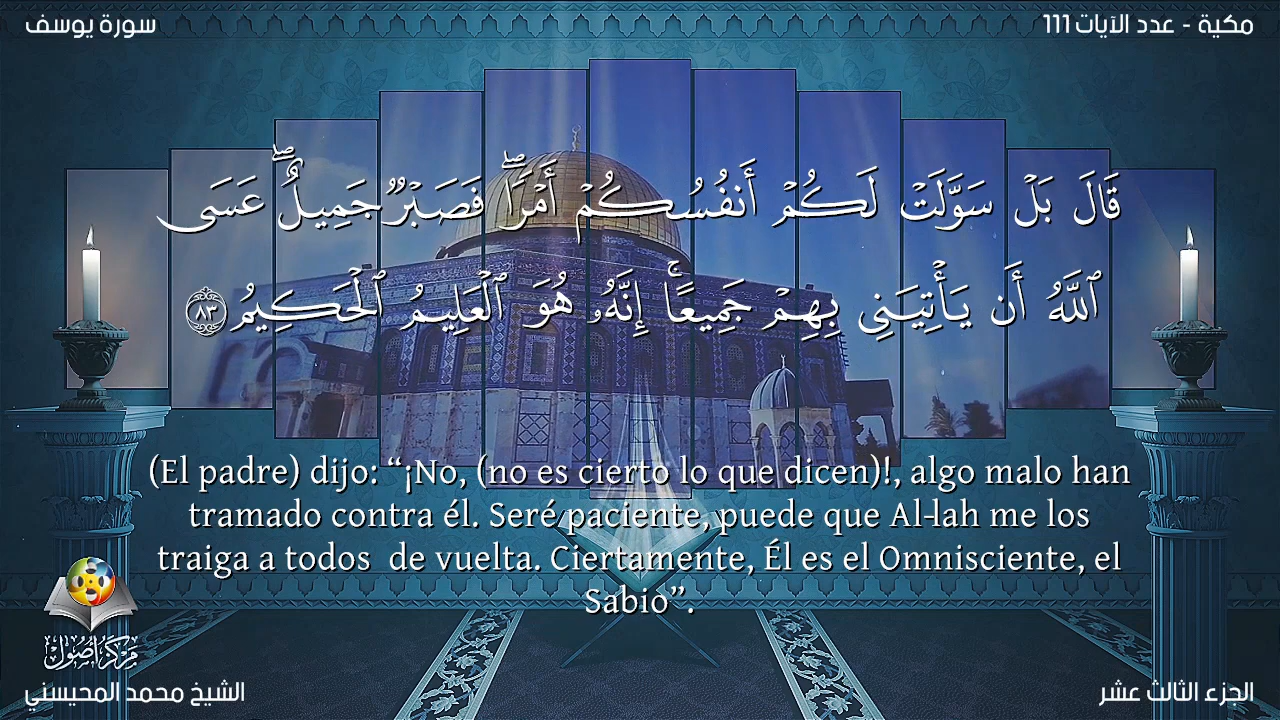 سورة يوسف
مكية - عدد الآيات 111
قَالَ بَلْ سَوَّلَتْ لَكُمْ أَنفُسُكُمْ أَمْرًۖا فَصَبْرٌ جَمِيلٌۖ عَسَى
ٱللَّهُ أَن يَأْتِيَنِي بِهِمْ جَمِيعًاۚ إِنَّهُۥ هُوَ ٱلْعَلِيمُ ٱلْحَكِيمُ ٨٣
(El padre) dijo: “¡No, (no es cierto lo que dicen)!, algo malo han
tramado contra él. Seré paciente, puede que Al-lah me los
traiga a todos de vuelta. Ciertamente, Él es el Omnisciente, el
Sabio”.
مركز أصول
الشيخ محمد المحيسني
الجزء الثالث عشر